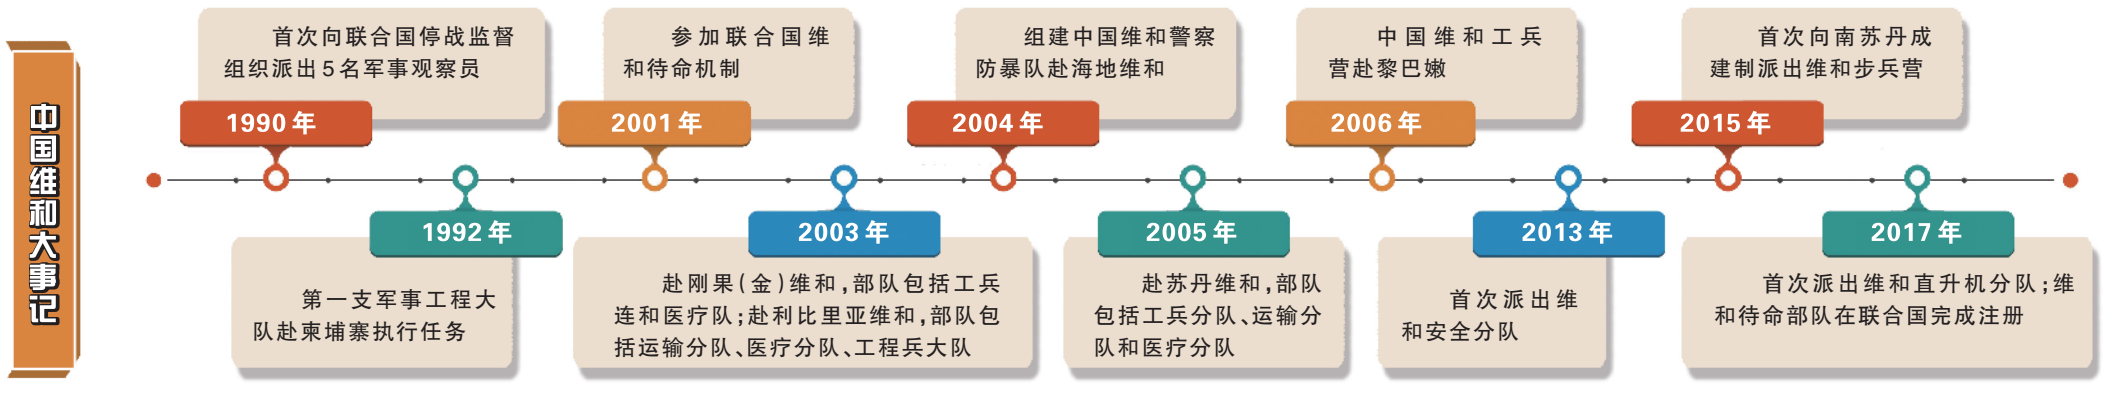 中国维和大事记
首次向联合国停战监督
组织派出5名军事观察员
1990年
第一支军事工程大
队赴柬埔寨执行任务
1992年
参加联合国维
和待命机制
2001年
赴刚果(金)维和,部队包括工兵
连和医疗队;赴利比里亚维和,部队包
括运输分队、医疗分队、工程兵大队
2003年
组建中国维和警察
防暴队赴海地维和
2004年
赴苏丹维和,部队
包括工兵分队、运输分
队和医疗分队
2005年
中国维和工兵
营赴黎巴嫩
2006年
首次派出维
和安全分队
2013年
首次向南苏丹成
建制派出维和步兵营
2015年
首次派出维和直升机分队;维
和待命部队在联合国完成注册
2017年